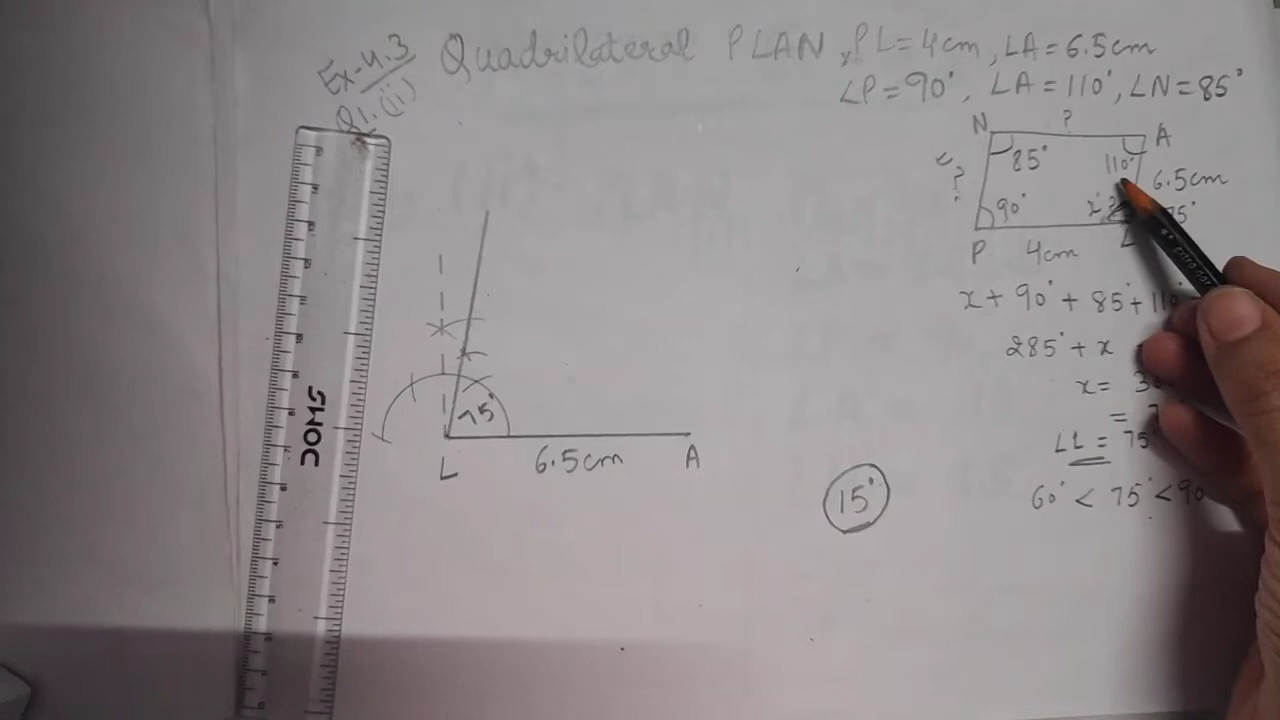 Ex-4.3
Q1.(ii)
Quadrilateral PLAN, PL=4cm, LA=6.5cm
∠P=90°, ∠A=110°, ∠N=85°
N ? A
85° 110°
? 6.5cm
90° x° 75°
P 4cm L
x+90°+85°+110
285°+x
x=
=
∠L=75°
60°<75°<90
15°
75°
L 6.5cm A